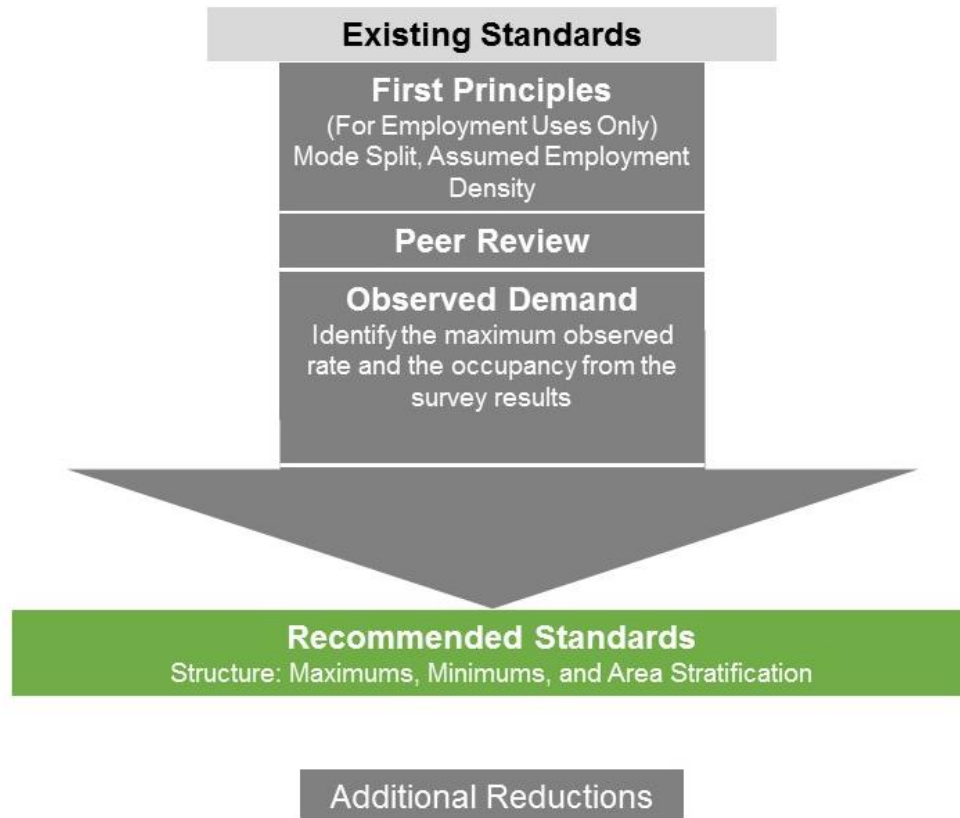 Existing Standards
First Principles
(For Employment Uses Only)
Mode Split, Assumed Employment
Density
Peer Review
Observed Demand
Identify the maximum observed
rate and the occupancy from the
survey results
Recommended Standards
Structure: Maximums, Minimums, and Area Stratification
Additional Reductions